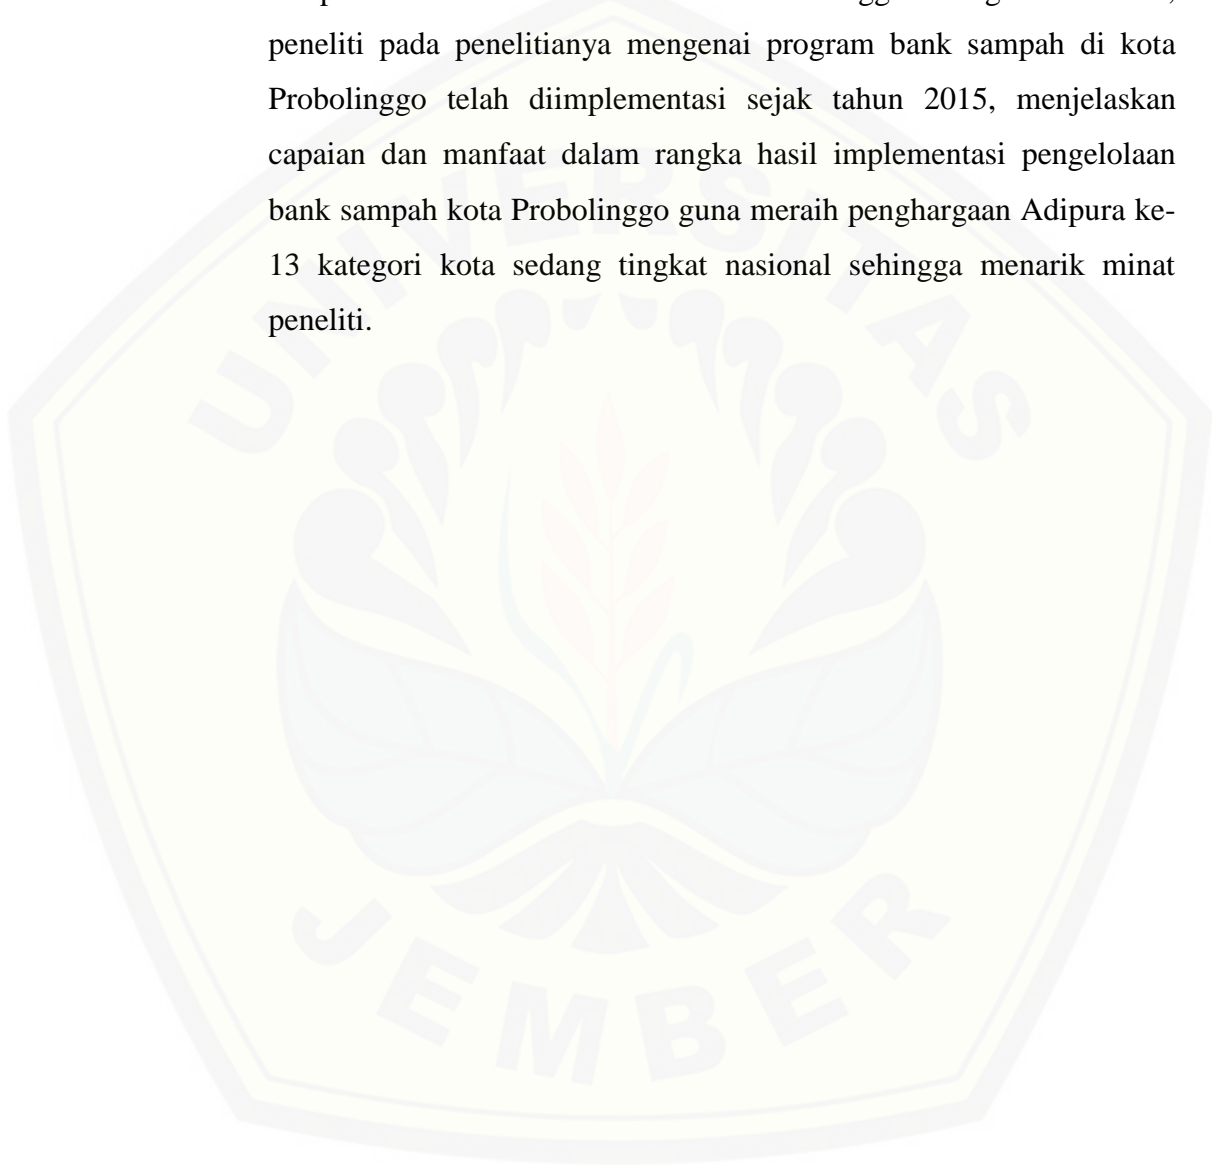 peneliti pada penelitianya mengenai program bank sampah di kota
Probolinggo telah diimplementasi sejak tahun 2015, menjelaskan
capaian dan manfaat dalam rangka hasil implementasi pengelolaan
bank sampah kota Probolinggo guna meraih penghargaan Adipura ke-
13 kategori kota sedang tingkat nasional sehingga menarik minat
peneliti.
UNIVERSITAS
JEMBER